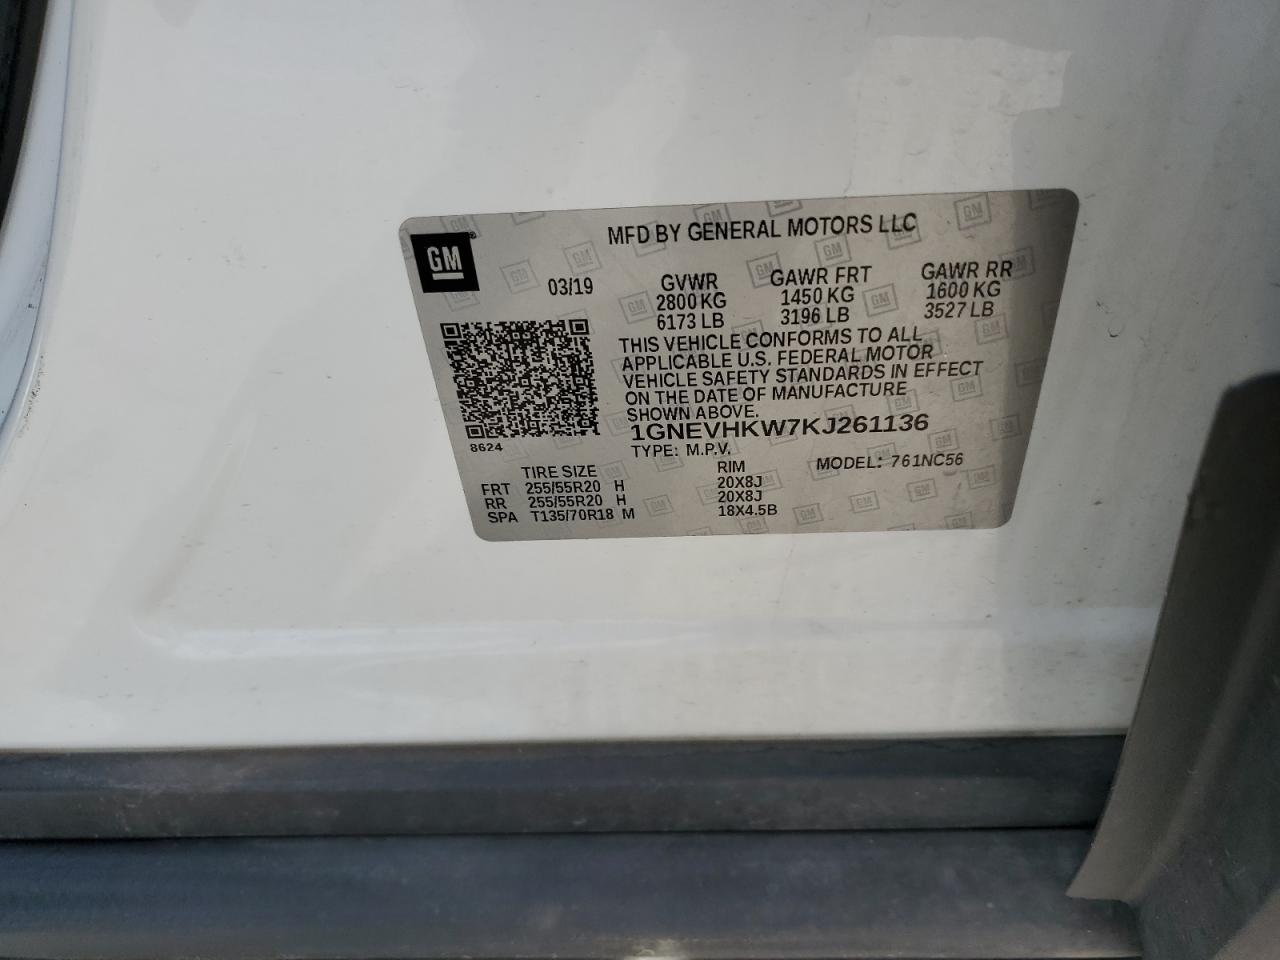 GM
MFD BY GENERAL MOTORS LLC
03/19 GVWR GAWR FRT GAWR RR
2800 KG 1450 KG 1600 KG
6173 LB 3196 LB 3527 LB
THIS VEHICLE CONFORMS TO ALL
APPLICABLE U.S. FEDERAL MOTOR
VEHICLE SAFETY STANDARDS IN EFFECT
ON THE DATE OF MANUFACTURE
SHOWN ABOVE.
1GNEVHKW7KJ261136
8624
TYPE: M.P.V. MODEL: 761NC56
TIRE SIZE RIM
FRT 255/55R20 H 20X8J
RR 255/55R20 H 20X8J
SPA T135/70R18 M 18X4.5B